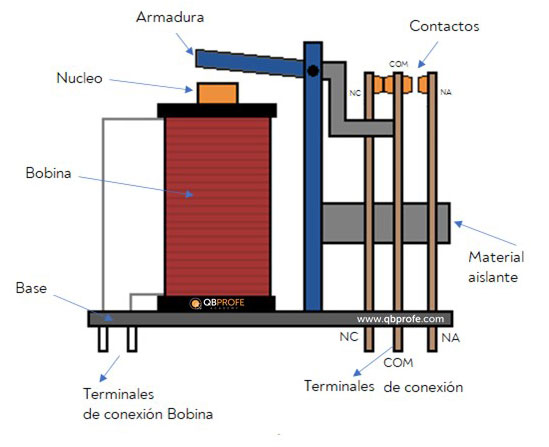 Armadura
Contactos
Nucleo
COM
NC
NA
Bobina
Material
aislante
Base
QBPROFE
www.qbprofe.com
NC
NA
COM
Terminales
de conexión Bobina
Terminales de conexión